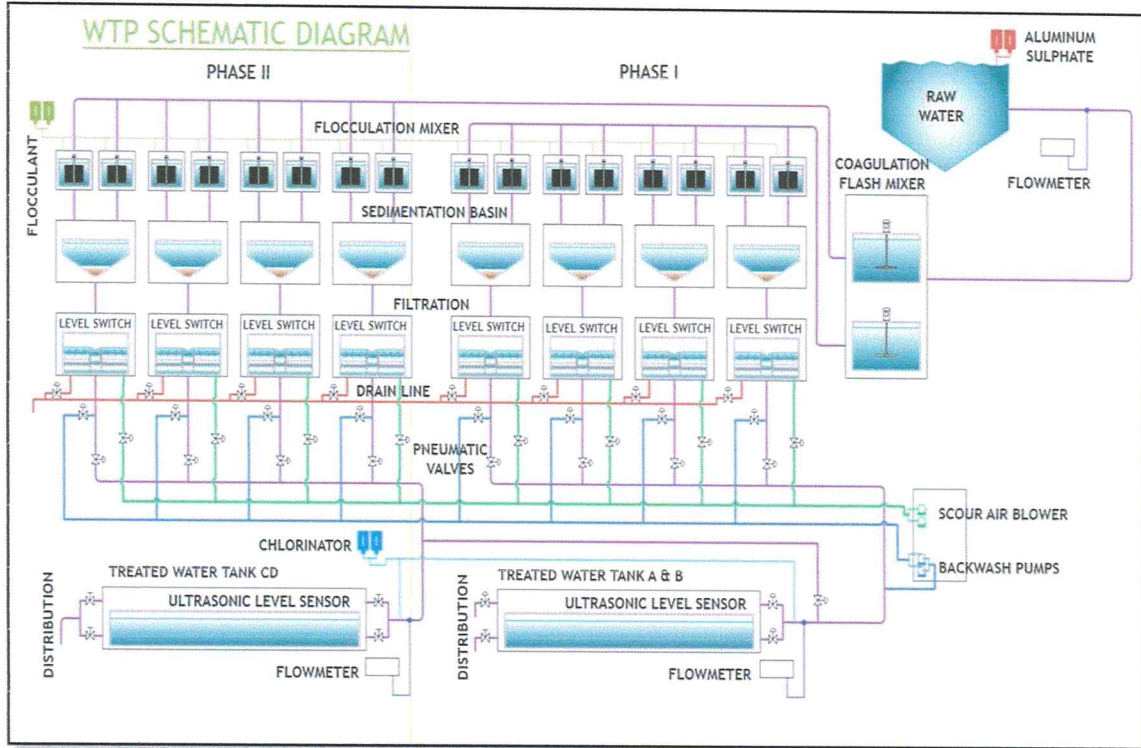 WTP SCHEMATIC DIAGRAM
PHASE II
PHASE I
ALUMINUM
SULPHATE
RAW
WATER
FLOCCULANT
FLOCCULATION MIXER
COAGULATION
FLASH MIXER
FLOWMETER
SEDIMENTATION BASIN
FILTRATION
LEVEL SWITCH
LEVEL SWITCH
LEVEL SWITCH
LEVEL SWITCH
LEVEL SWITCH
LEVEL SWITCH
LEVEL SWITCH
LEVEL SWITCH
DRAIN LINE
PNEUMATIC
VALVES
SCOUR AIR BLOWER
CHLORINATOR
BACKWASH PUMPS
TREATED WATER TANK CD
TREATED WATER TANK A & B
ULTRASONIC LEVEL SENSOR
ULTRASONIC LEVEL SENSOR
DISTRIBUTION
DISTRIBUTION
FLOWMETER
FLOWMETER